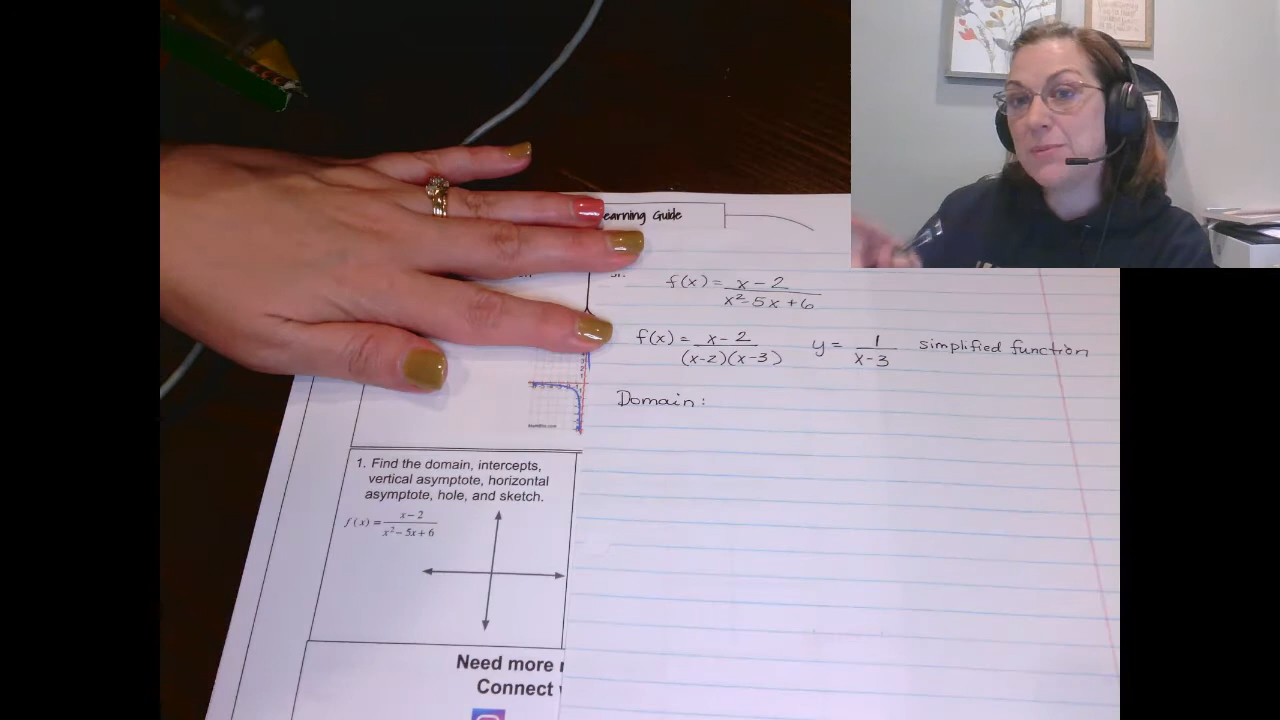 earning Guide
f(x) = x - 2
x² - 5x + 6
f(x) = x - 2
(x-2)(x-3)
y = 1
x-3
simplified function
Domain:
1. Find the domain, intercepts,
vertical asymptote, horizontal
asymptote, hole, and sketch.
f(x) = x - 2
x² - 5x + 6
Need more
Connect